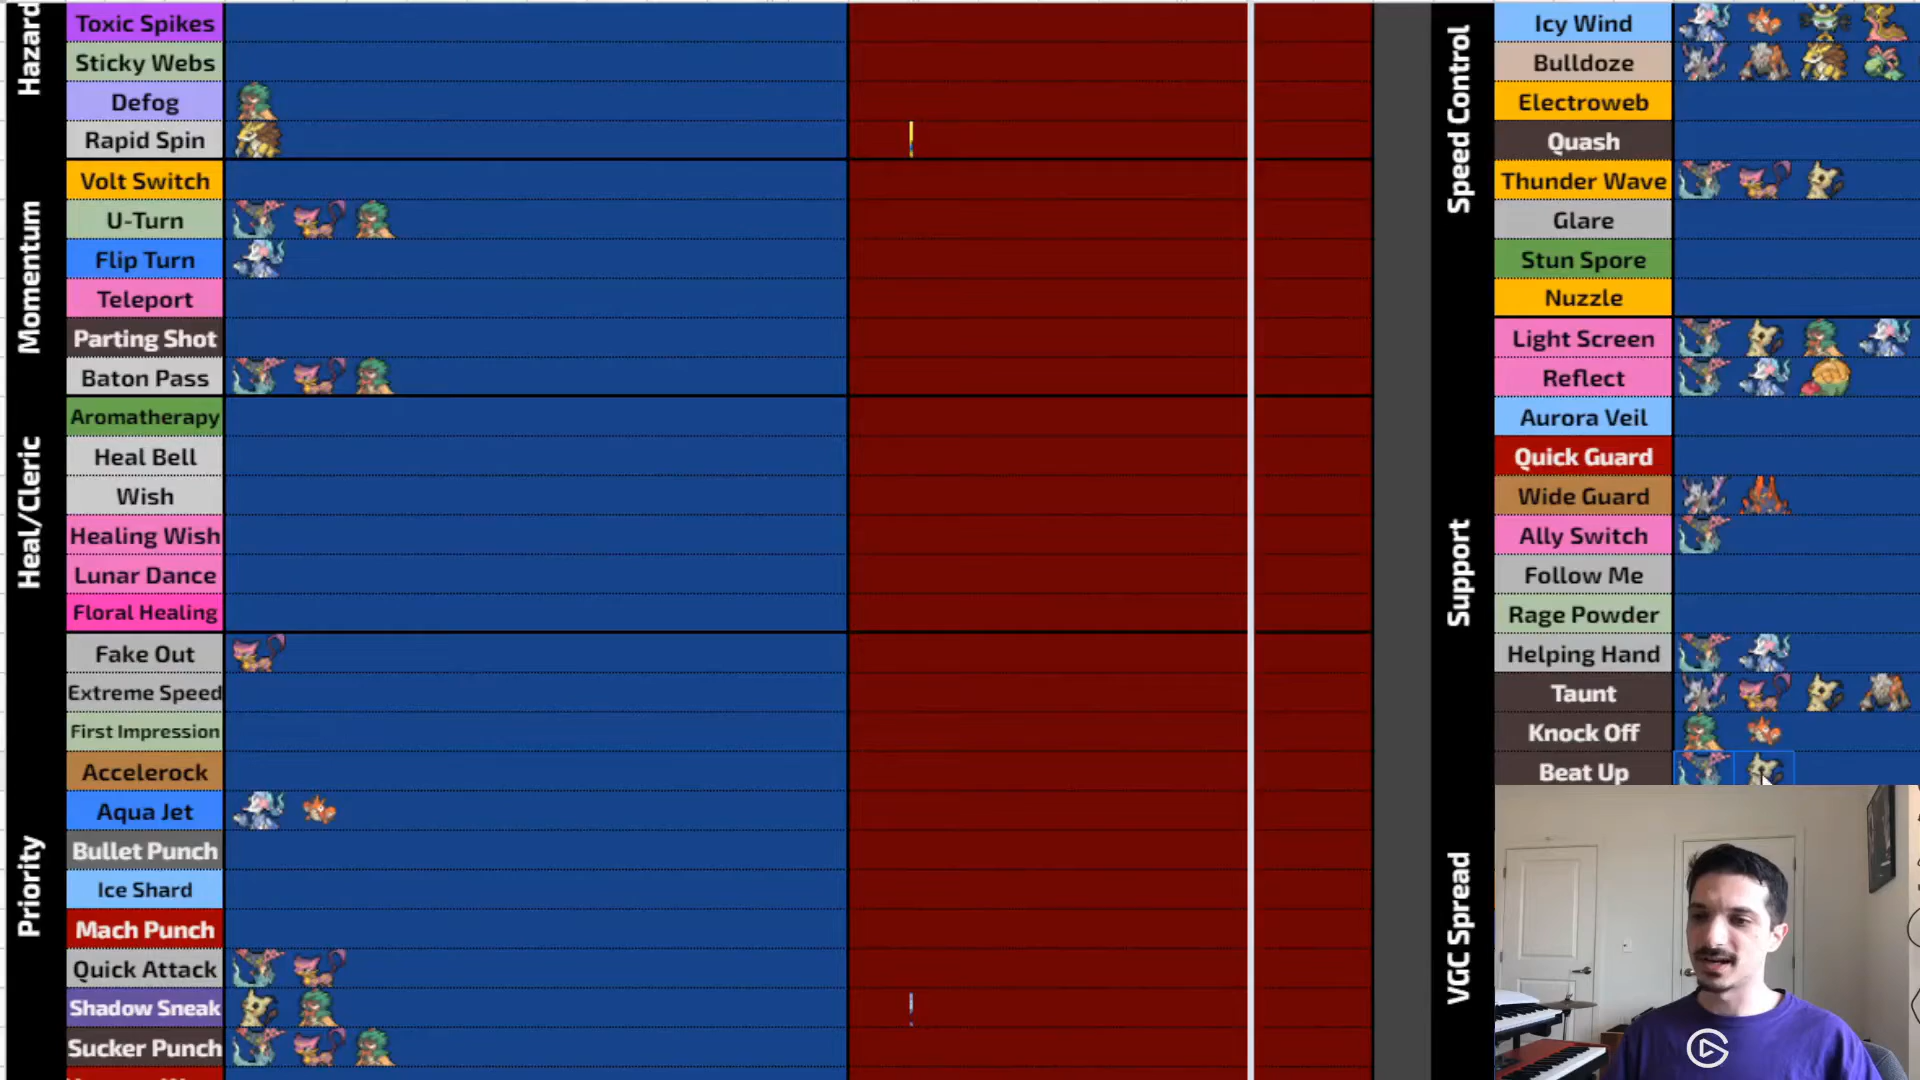 Hazard
Toxic Spikes
Sticky Webs
Defog
Rapid Spin
Momentum
Volt Switch
U-Turn
Flip Turn
Teleport
Parting Shot
Baton Pass
Heal/Cleric
Aromatherapy
Heal Bell
Wish
Healing Wish
Lunar Dance
Floral Healing
Priority
Fake Out
Extreme Speed
First Impression
Accelerock
Aqua Jet
Bullet Punch
Ice Shard
Mach Punch
Quick Attack
Shadow Sneak
Sucker Punch
Speed Control
Icy Wind
Bulldoze
Electroweb
Quash
Thunder Wave
Glare
Stun Spore
Nuzzle
Support
Light Screen
Reflect
Aurora Veil
Quick Guard
Wide Guard
Ally Switch
Follow Me
Rage Powder
Helping Hand
Taunt
Knock Off
Beat Up
VGC Spread